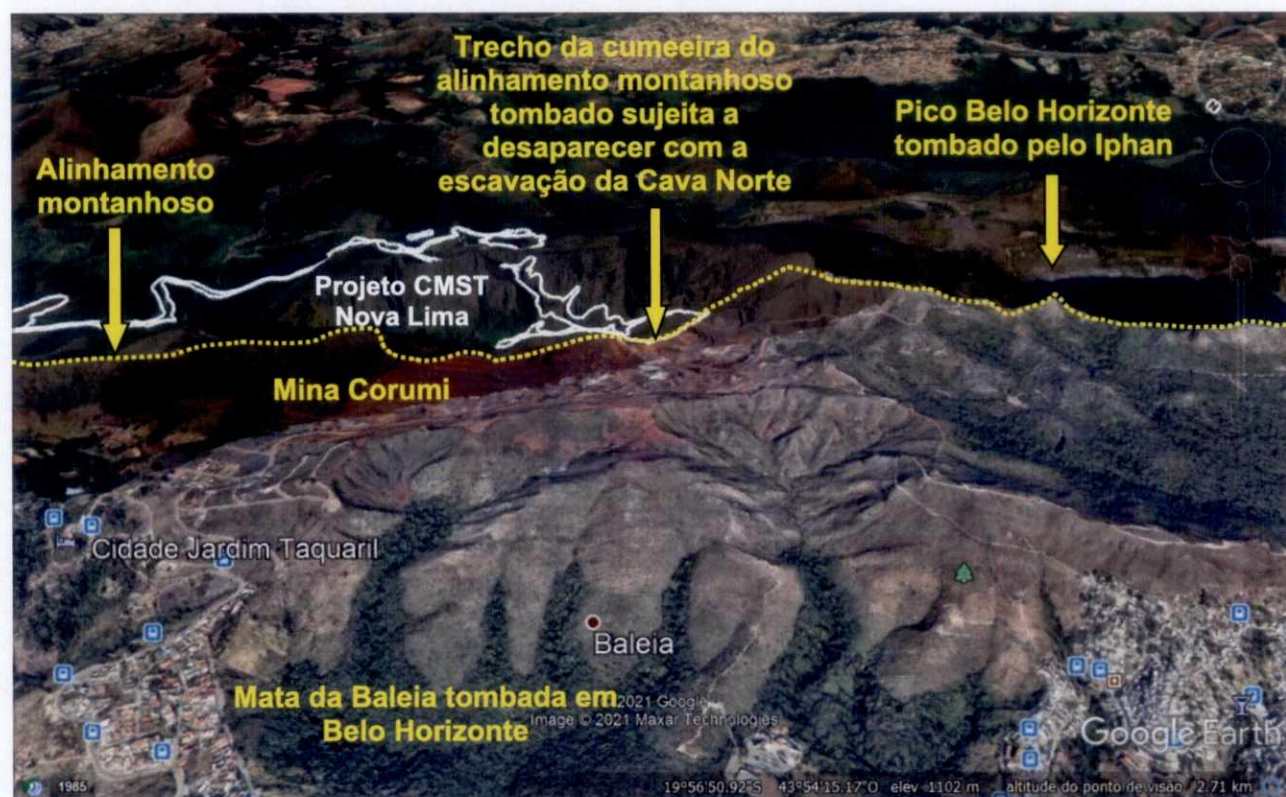 Trecho da cumeeira do
alinhamento montanhoso
tombado sujeita a
desaparecer com a
escavação da Cava Norte
Pico Belo Horizonte
tombado pelo Iphan
Alinhamento
montanhoso
Projeto CMST
Nova Lima
Mina Corumi
Cidade Jardim Taquaril
Baleia
Mata da Baleia tombada em
Belo Horizonte
2021 Google
Image © 2021 Maxar Technologies
Google Earth
1985
19°56'50.92"S 43°54'15.17"O elev 1102 m altitude do ponto de visão 2.71 km